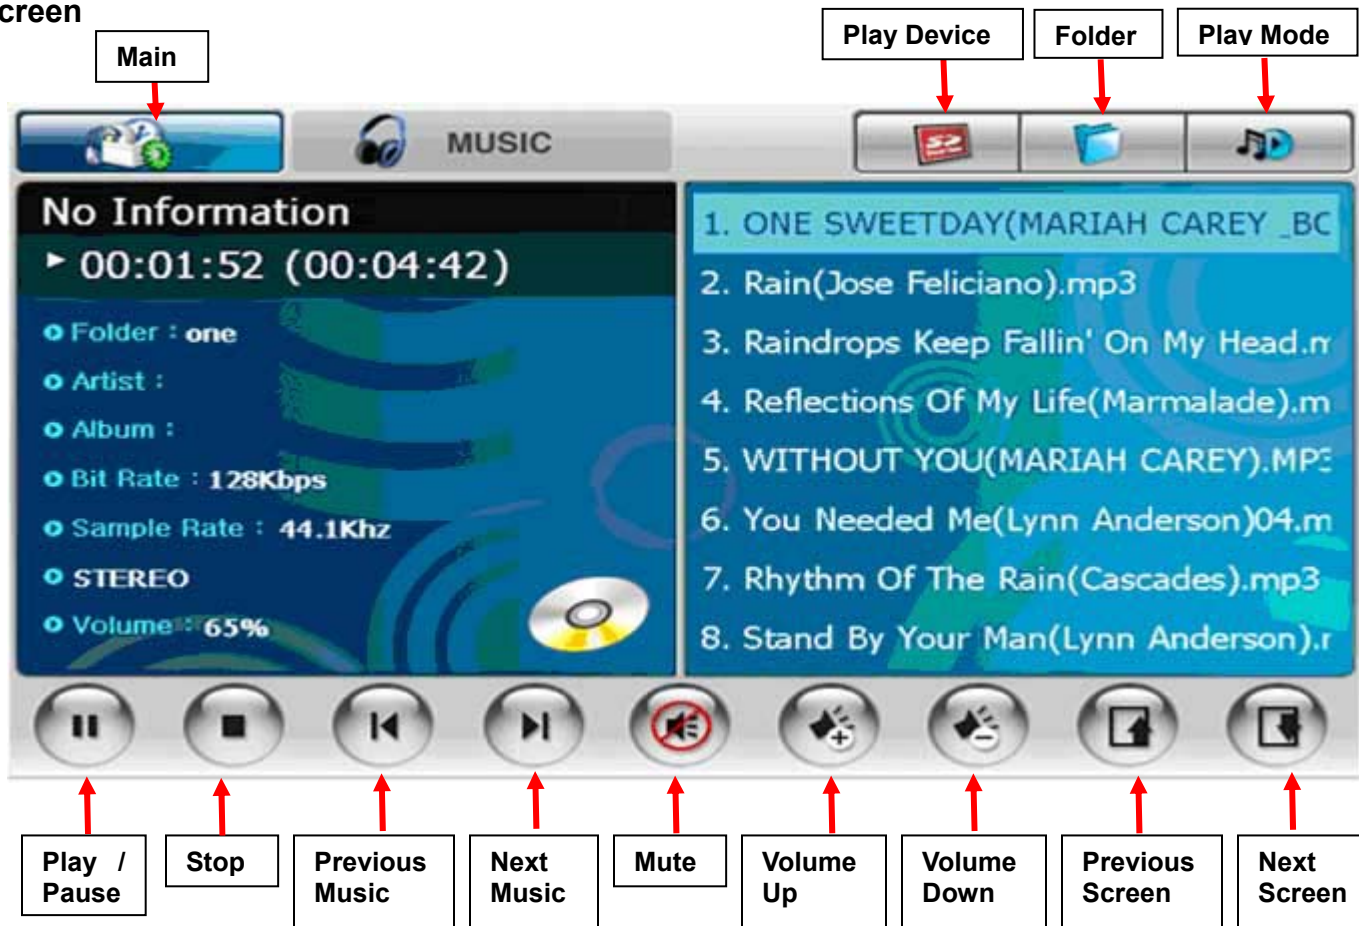 creen
Main
Play Device
Folder
Play Mode
MUSIC
SD
No Information
00:01:52 (00:04:42)
Folder : one
Artist :
Album :
Bit Rate : 128Kbps
Sample Rate : 44.1Khz
STEREO
Volume : 65%
1. ONE SWEETDAY(MARIAH CAREY _BC
2. Rain(Jose Feliciano).mp3
3. Raindrops Keep Fallin' On My Head.m
4. Reflections Of My Life(Marmalade).m
5. WITHOUT YOU(MARIAH CAREY).MP3
6. You Needed Me(Lynn Anderson)04.m
7. Rhythm Of The Rain(Cascades).mp3
8. Stand By Your Man(Lynn Anderson).r
Play /
Pause
Stop
Previous
Music
Next
Music
Mute
Volume
Up
Volume
Down
Previous
Screen
Next
Screen